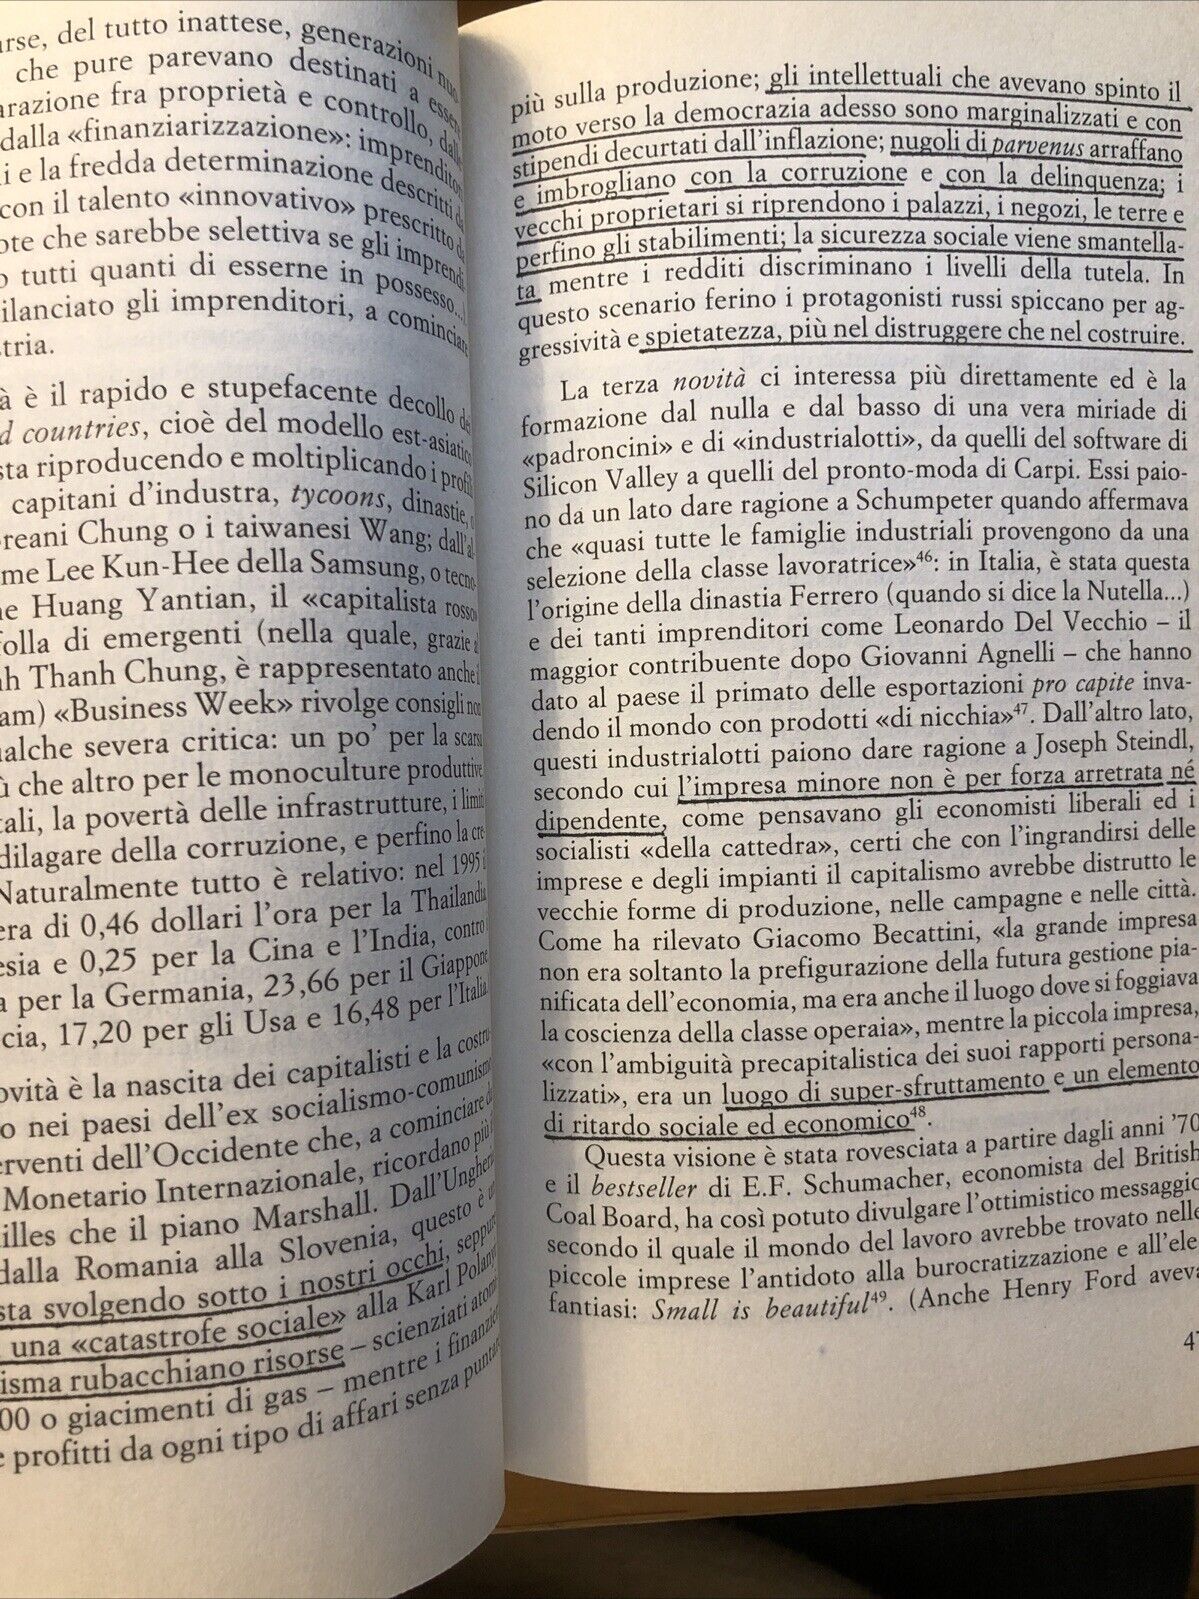 urse, del tutto inattese, generazioni nuo-
che pure parevano destinati a essere
arazione fra proprietà e controllo, dalle
dalla «finanziarizzazione»: imprenditori
i e la fredda determinazione descritti da
con il talento «innovativo» prescritto da
ote che sarebbe selettiva se gli imprendi-
o tutti quanti di esserne in possesso...).
ilanciato gli imprenditori, a cominciare
tria.
à è il rapido e stupefacente decollo dei
d countries, cioè del modello est-asiatico,
sta riproducendo e moltiplicando i profili
capitani d'industra, tycoons, dinastie, o
oreani Chung o i taiwanesi Wang; dall'al-
me Lee Kun-Hee della Samsung, o tecno-
ne Huang Yantian, il «capitalista rosso»
folla di emergenti (nella quale, grazie a
nh Thanh Chung, è rappresentato anche il
am) «Business Week» rivolge consigli non
ualche severa critica: un po' per la scarsa
ù che altro per le monoculture produttive
tali, la povertà delle infrastrutture, i limiti
dilagare della corruzione, e perfino la cre-
Naturalmente tutto è relativo: nel 1995 i
era di 0,46 dollari l'ora per la Thailandia
esia e 0,25 per la Cina e l'India, contro
a per la Germania, 23,66 per il Giappone
cia, 17,20 per gli Usa e 16,48 per l'Italia
ovità è la nascita dei capitalisti e la costru-
o nei paesi dell'ex socialismo-comunismo
erventi dell'Occidente che, a cominciare da
Monetario Internazionale, ricordano più
illes che il piano Marshall. Dall'Ungheria
dalla Romania alla Slovenia, questo è un
sta svolgendo sotto i nostri occhi, seppure
una «catastrofe sociale» alla Karl Polanyi
isma rubacchiano risorse – scienziati atomi
00 o giacimenti di gas – mentre i finanzie
e profitti da ogni tipo di affari senza puntare
più sulla produzione; gli intellettuali che avevano spinto il
moto verso la democrazia adesso sono marginalizzati e con
stipendi decurtati dall'inflazione; nugoli di parvenus arraffano
e imbrogliano con la corruzione e con la delinquenza; i
vecchi proprietari si riprendono i palazzi, i negozi, le terre e
perfino gli stabilimenti; la sicurezza sociale viene smantella-
ta mentre i redditi discriminano i livelli della tutela. In
questo scenario ferino i protagonisti russi spiccano per ag-
gressività e spietatezza, più nel distruggere che nel costruire.
La terza novità ci interessa più direttamente ed è la
formazione dal nulla e dal basso di una vera miriade di
«padroncini» e di «industrialotti», da quelli del software di
Silicon Valley a quelli del pronto-moda di Carpi. Essi paio-
no da un lato dare ragione a Schumpeter quando affermava
che «quasi tutte le famiglie industriali provengono da una
selezione della classe lavoratrice»46: in Italia, è stata questa
l'origine della dinastia Ferrero (quando si dice la Nutella...)
e dei tanti imprenditori come Leonardo Del Vecchio – il
maggior contribuente dopo Giovanni Agnelli – che hanno
dato al paese il primato delle esportazioni pro capite inva-
dendo il mondo con prodotti «di nicchia»47. Dall'altro lato,
questi industrialotti paiono dare ragione a Joseph Steindl,
secondo cui l'impresa minore non è per forza arretrata né
dipendente, come pensavano gli economisti liberali ed i
socialisti «della cattedra», certi che con l'ingrandirsi delle
imprese e degli impianti il capitalismo avrebbe distrutto le
vecchie forme di produzione, nelle campagne e nelle città.
Come ha rilevato Giacomo Becattini, «la grande impresa
non era soltanto la prefigurazione della futura gestione pia-
nificata dell'economia, ma era anche il luogo dove si foggiava
la coscienza della classe operaia», mentre la piccola impresa,
«con l'ambiguità precapitalistica dei suoi rapporti persona-
lizzati», era un luogo di super-sfruttamento e un elemento
di ritardo sociale ed economico48.
Questa visione è stata rovesciata a partire dagli anni '70
e il bestseller di E.F. Schumacher, economista del British
Coal Board, ha così potuto divulgare l'ottimistico messaggio
secondo il quale il mondo del lavoro avrebbe trovato nelle
piccole imprese l'antidoto alla burocratizzazione e all'ele-
fantiasi: Small is beautiful49. (Anche Henry Ford aveva
47